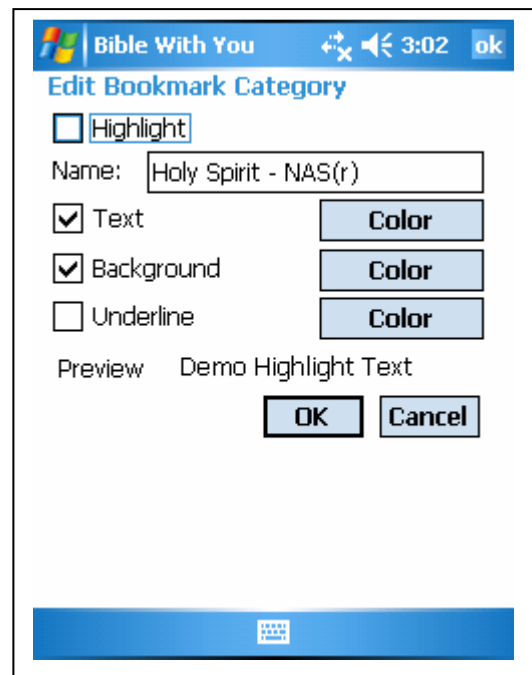 Bible With You 3:02 ok
Edit Bookmark Category
Highlight
Name: Holy Spirit - NAS(r)
Text Color
Background Color
Underline Color
Preview Demo Highlight Text
OK Cancel